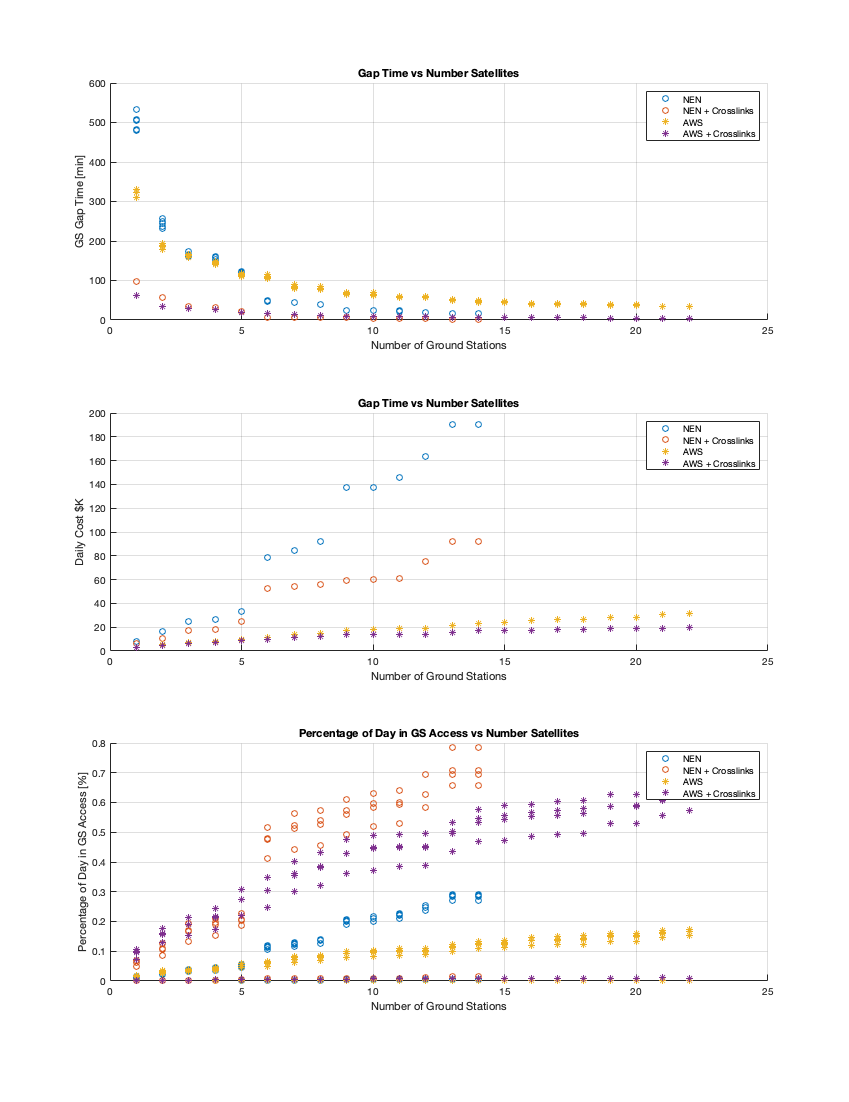 Gap Time vs Number Satellites
600
500
400
300
200
100
0
GS Gap Time [min]
NEN
NEN + Crosslinks
AWS
AWS + Crosslinks
0 5 10 15 20 25
Number of Ground Stations
Gap Time vs Number Satellites
200
180
160
140
120
100
80
60
40
20
0
Daily Cost $K
NEN
NEN + Crosslinks
AWS
AWS + Crosslinks
0 5 10 15 20 25
Number of Ground Stations
Percentage of Day in GS Access vs Number Satellites
0.8
0.7
0.6
0.5
0.4
0.3
0.2
0.1
0
Percentage of Day in GS Access [%]
NEN
NEN + Crosslinks
AWS
AWS + Crosslinks
0 5 10 15 20 25
Number of Ground Stations